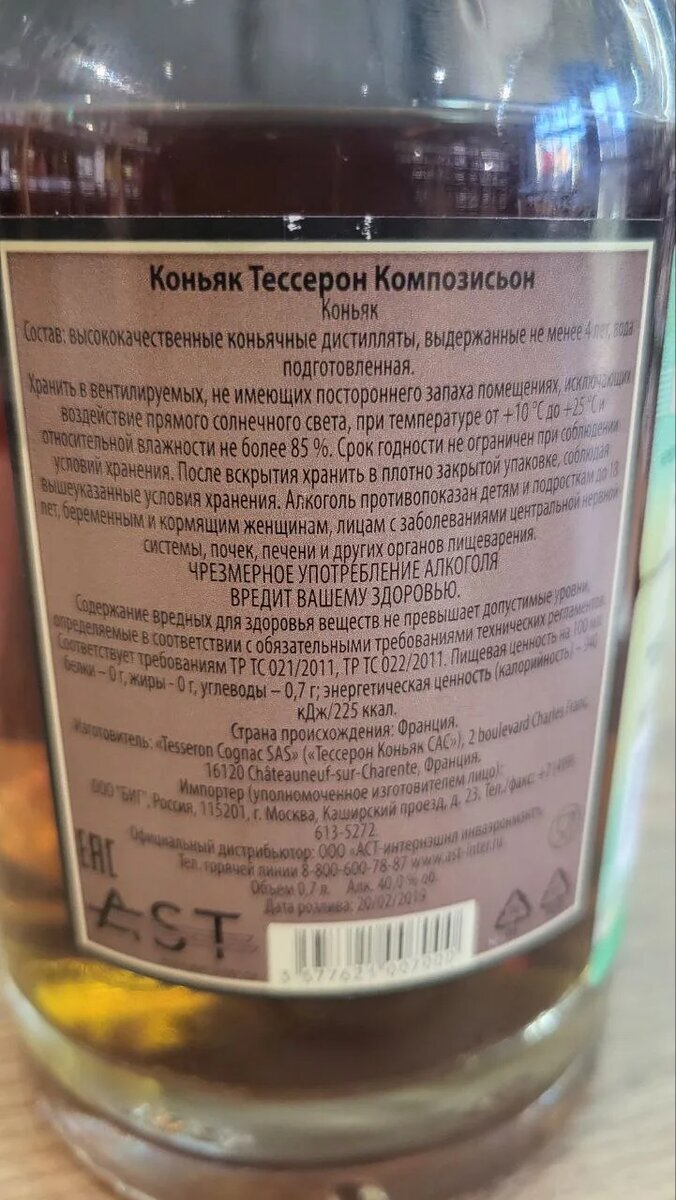 Коньяк Тессерон Композисьон
Коньяк
Состав: высококачественные коньячные дистилляты, выдержанные не менее 4 лет, вода
подготовленная.
Хранить в вентилируемых, не имеющих постороннего запаха помещениях, исключающих
воздействие прямого солнечного света, при температуре от +10 °С до +25 °С и
относительной влажности не более 85 %. Срок годности не ограничен при соблюдении
условий хранения. После вскрытия хранить в плотно закрытой упаковке, соблюдая
вышеуказанные условия хранения. Алкоголь противопоказан детям и подросткам до 18
лет, беременным и кормящим женщинам, лицам с заболеваниями центральной нервной
системы, почек, печени и других органов пищеварения.
ЧРЕЗМЕРНОЕ УПОТРЕБЛЕНИЕ АЛКОГОЛЯ
ВРЕДИТ ВАШЕМУ ЗДОРОВЬЮ.
Содержание вредных для здоровья веществ не превышает допустимые уровни,
определяемые в соответствии с обязательными требованиями технических регламентов.
Соответствует требованиям ТР ТС 021/2011, ТР ТС 022/2011. Пищевая ценность на 100 мл:
белки – 0 г, жиры - 0 г, углеводы – 0,7 г; энергетическая ценность (калорийность) – 940
кДж/225 ккал.
Страна происхождения: Франция.
Изготовитель: «Tesseron Cognac SAS» («Тессерон Коньяк САС»), 2 boulevard Charles Franc,
16120 Châteauneuf-sur-Charente, Франция.
Импортер (уполномоченное изготовителем лицо):
ООО "БИГ", Россия, 115201, г. Москва, Каширский проезд, д. 23. Тел./факс: +7 (499)
613-5272.
Официальный дистрибьютор: ООО «АСТ-интернэшнл инваэронмэнт»
Тел. горячей линии 8-800-600-78-87 www.ast-inter.ru
Объем 0,7 л. Алк. 40,0 % об.
Дата розлива: 20/02/2019
EAC
AST